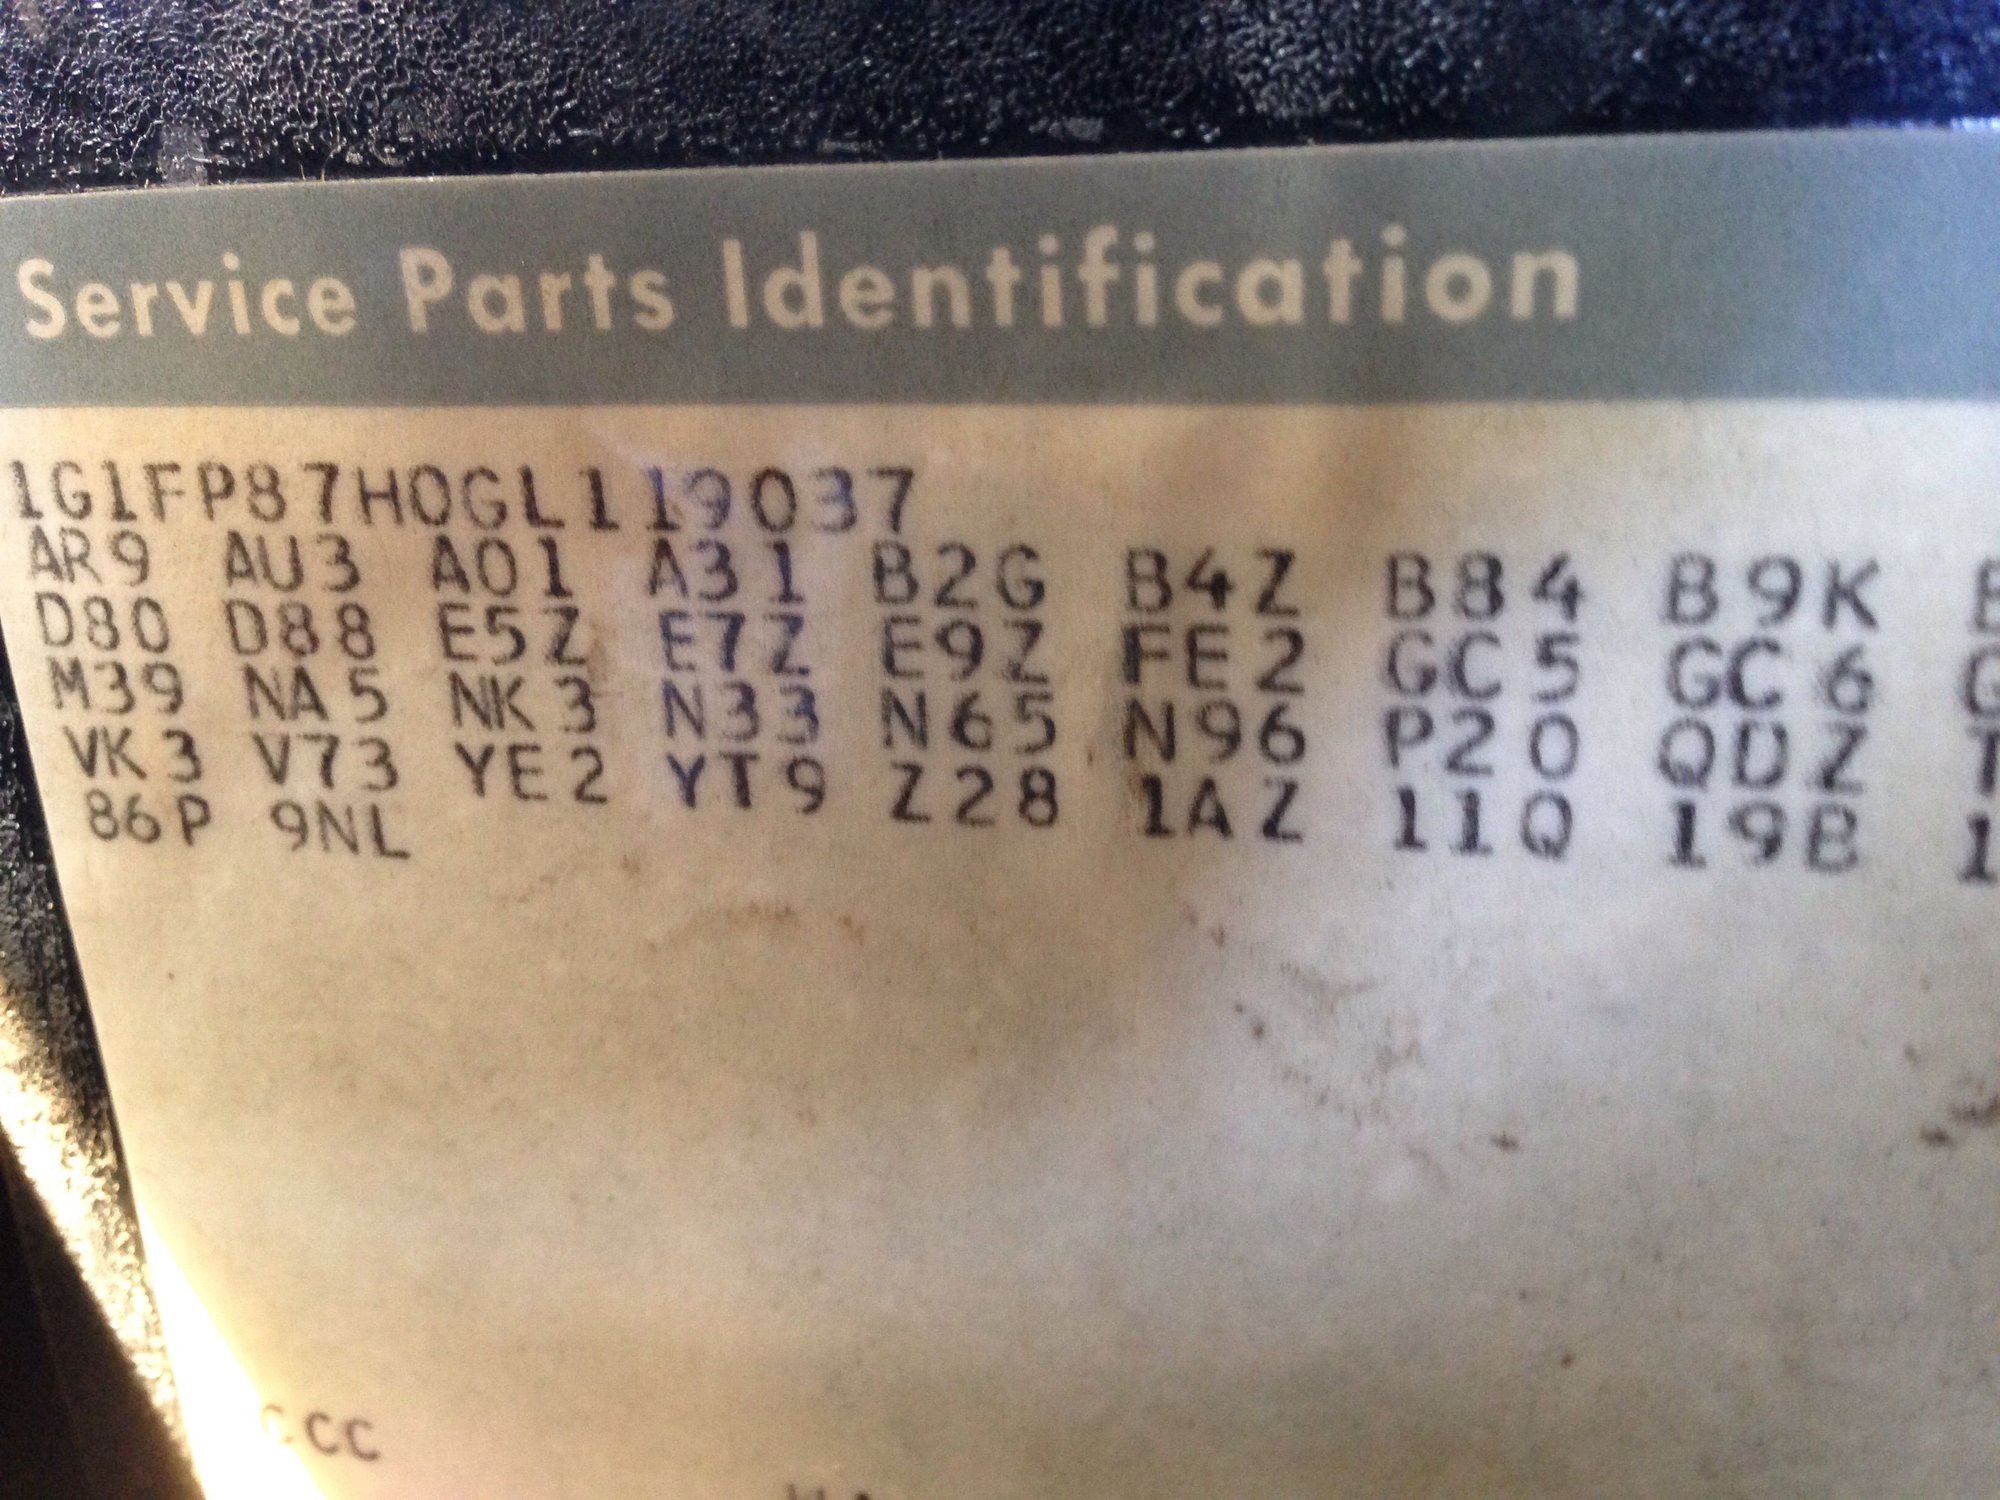 Service Parts Identification
1G1FP87H0GL119037
AR9 AU3 A01 A31 B2G B4Z B84 B9K
D80 D88 E5Z E7Z E9Z FE2 GC5 GC6
M39 NA5 NK3 N33 N65 N96 P20 QDZ
VK3 V73 YE2 YT9 Z28 1AZ 11Q 19B
86P 9NL
CCC